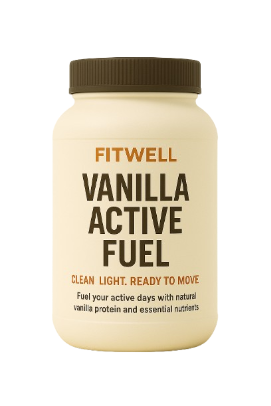 FITWELL
VANILLA
ACTIVE
FUEL
CLEAN LIGHT. READY TO MOVE
Fuel your active days with natural
vanilla protein and essential nutrients